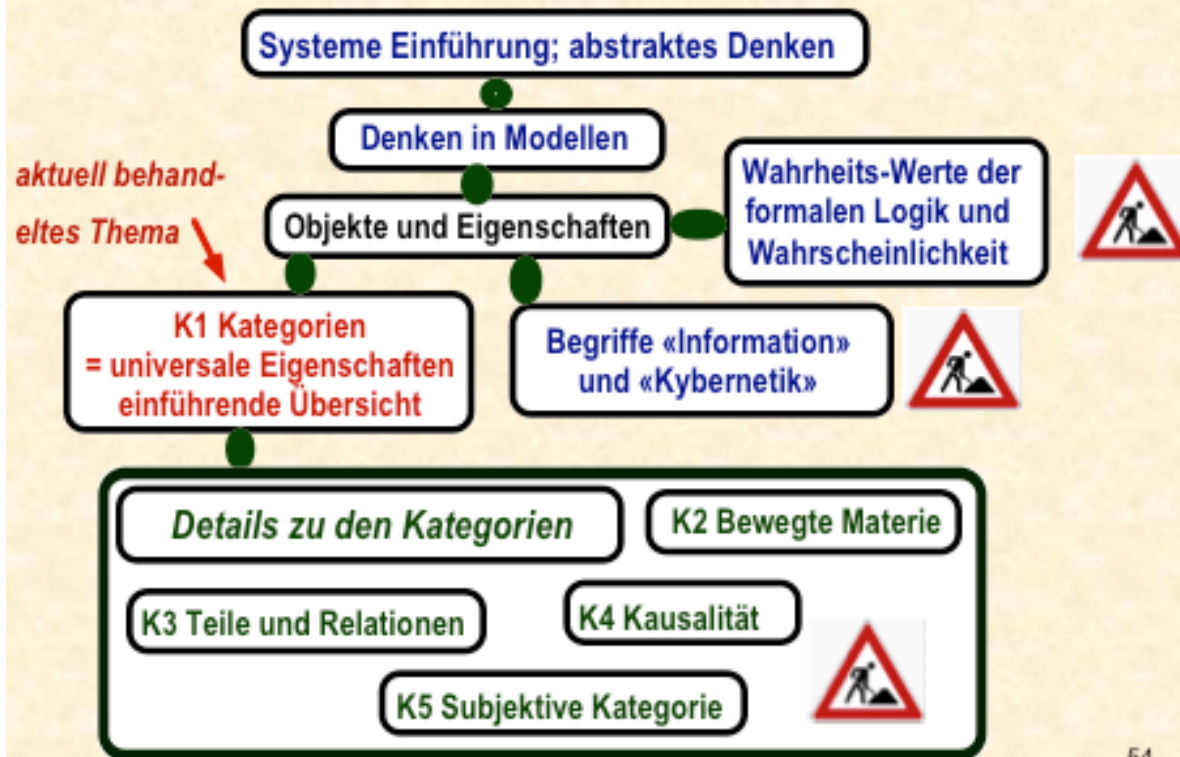 Systeme Einführung; abstraktes Denken
Denken in Modellen
aktuell behand-
eltes Thema
Objekte und Eigenschaften
Wahrheits-Werte der
formalen Logik und
Wahrscheinlichkeit
K1 Kategorien
= universale Eigenschaften
einführende Übersicht
Begriffe «Information»
und «Kybernetik»
Details zu den Kategorien
K2 Bewegte Materie
K3 Teile und Relationen
K4 Kausalität
K5 Subjektive Kategorie
54